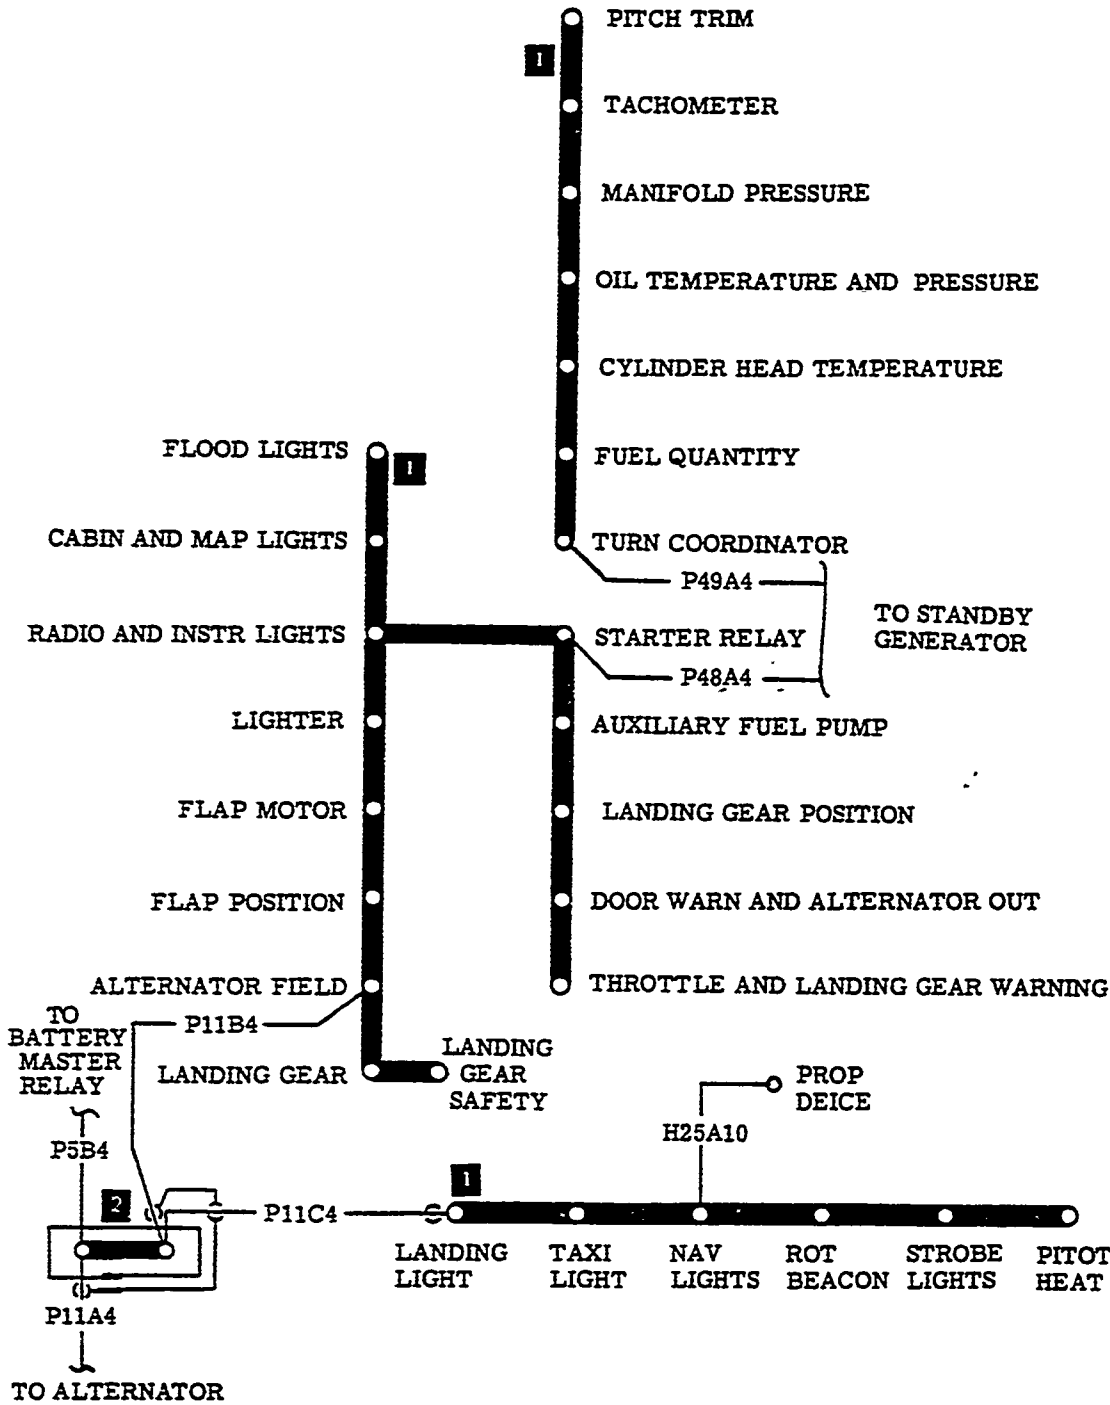 PITCH TRIM
1
TACHOMETER
MANIFOLD PRESSURE
OIL TEMPERATURE AND PRESSURE
CYLINDER HEAD TEMPERATURE
FLOOD LIGHTS
1
FUEL QUANTITY
CABIN AND MAP LIGHTS
TURN COORDINATOR
P49A4
RADIO AND INSTR LIGHTS
STARTER RELAY
TO STANDBY
GENERATOR
P48A4
LIGHTER
AUXILIARY FUEL PUMP
FLAP MOTOR
LANDING GEAR POSITION
FLAP POSITION
DOOR WARN AND ALTERNATOR OUT
ALTERNATOR FIELD
THROTTLE AND LANDING GEAR WARNING
P11B4
TO
BATTERY
MASTER
RELAY
LANDING GEAR
LANDING
GEAR
SAFETY
PROP
DEICE
H25A10
P5B4
2
1
P11C4
LANDING
LIGHT
TAXI
LIGHT
NAV
LIGHTS
ROT
BEACON
STROBE
LIGHTS
PITOT
HEAT
P11A4
TO ALTERNATOR